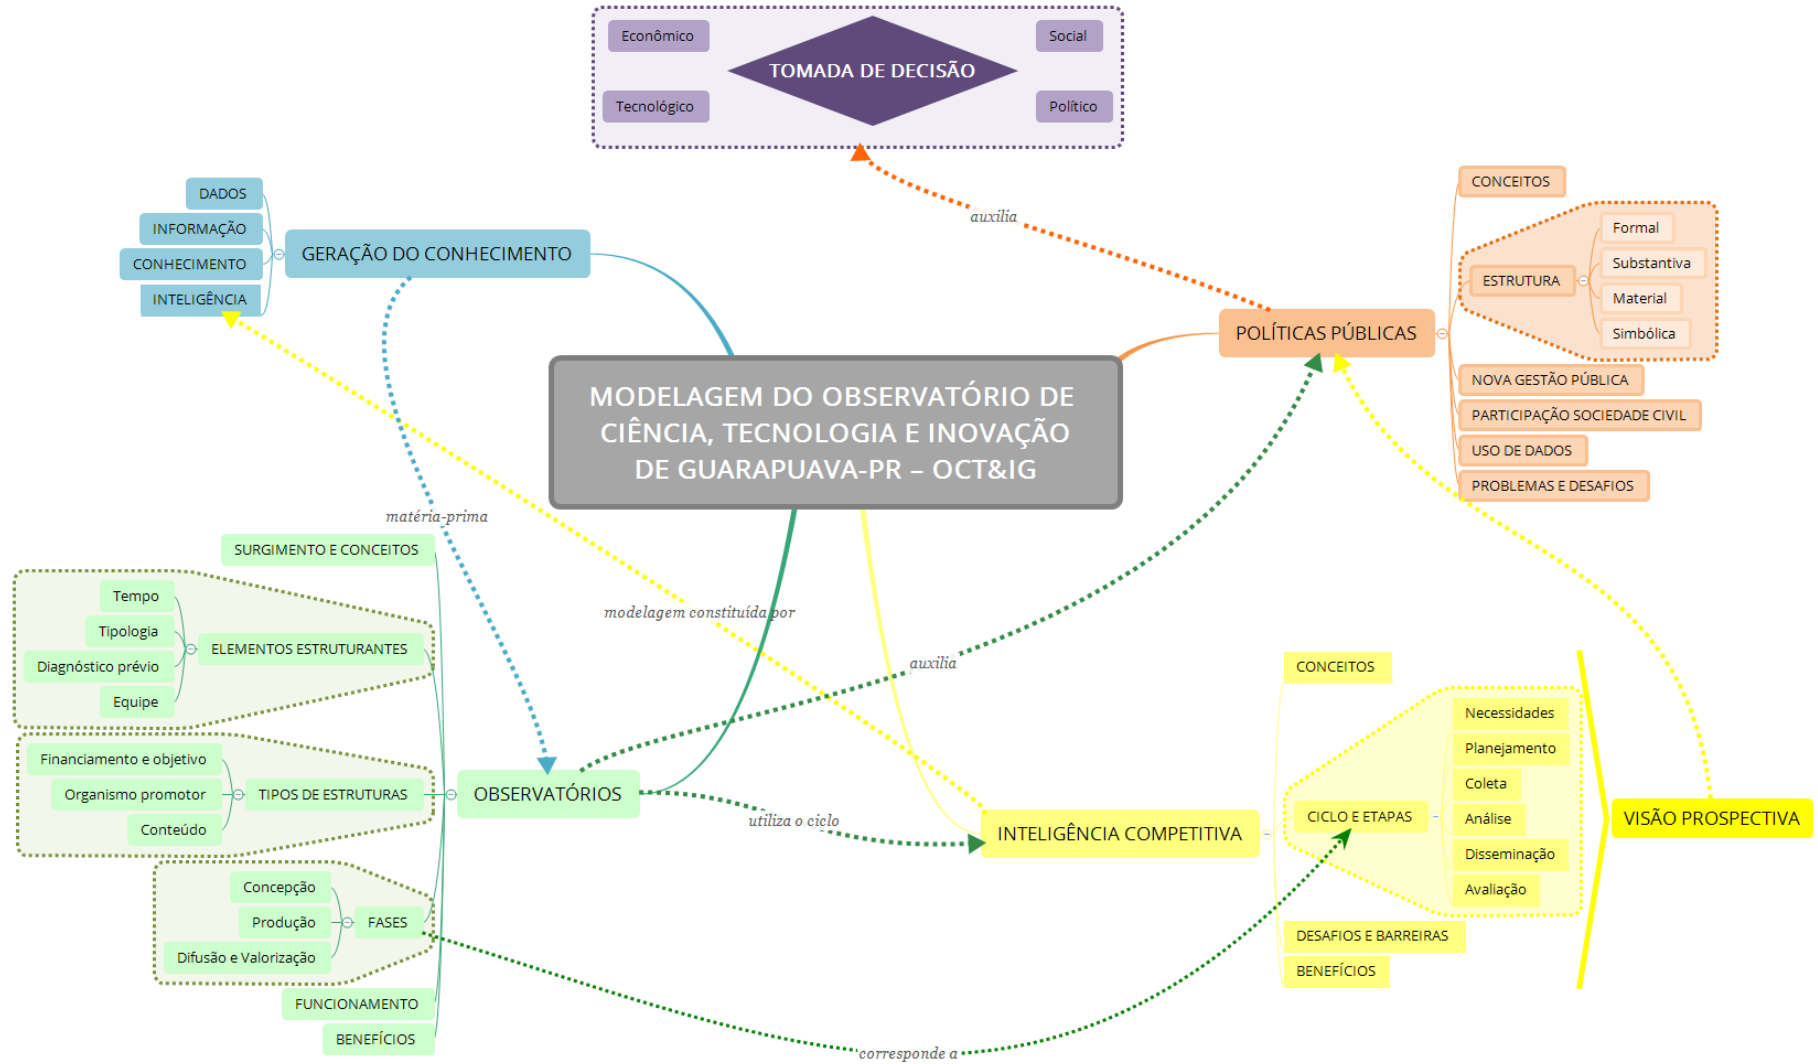 Econômico
Social
TOMADA DE DECISÃO
Tecnológico
Político
auxilia
DADOS
INFORMAÇÃO
CONHECIMENTO
INTELIGÊNCIA
GERAÇÃO DO CONHECIMENTO
CONCEITOS
ESTRUTURA
Formal
Substantiva
Material
Simbólica
POLÍTICAS PÚBLICAS
NOVA GESTÃO PÚBLICA
PARTICIPAÇÃO SOCIEDADE CIVIL
USO DE DADOS
PROBLEMAS E DESAFIOS
MODELAGEM DO OBSERVATÓRIO DE
CIÊNCIA, TECNOLOGIA E INOVAÇÃO
DE GUARAPUAVA-PR – OCT&IG
matéria-prima
modelagem constituída por
auxilia
utiliza o ciclo
SURGIMENTO E CONCEITOS
Tempo
Tipologia
Diagnóstico prévio
Equipe
ELEMENTOS ESTRUTURANTES
Financiamento e objetivo
Organismo promotor
Conteúdo
TIPOS DE ESTRUTURAS
OBSERVATÓRIOS
Concepção
Produção
Difusão e Valorização
FASES
FUNCIONAMENTO
BENEFÍCIOS
corresponde a
INTELIGÊNCIA COMPETITIVA
CONCEITOS
CICLO E ETAPAS
Necessidades
Planejamento
Coleta
Análise
Disseminação
Avaliação
DESAFIOS E BARREIRAS
BENEFÍCIOS
VISÃO PROSPECTIVA